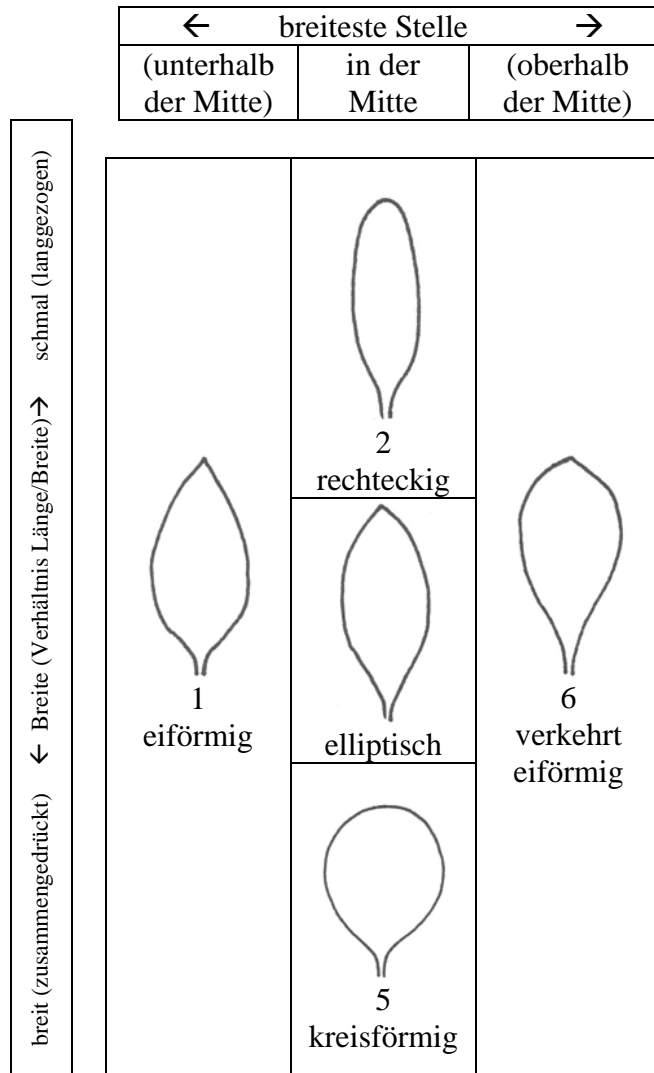 ← breiteste Stelle →
(unterhalb der Mitte)
in der Mitte
(oberhalb der Mitte)
breit (zusammengedrückt) ← Breite (Verhältnis Länge/Breite) → schmal (langgezogen)
2
rechteckig
1
eiförmig
elliptisch
6
verkehrt
eiförmig
5
kreisförmig